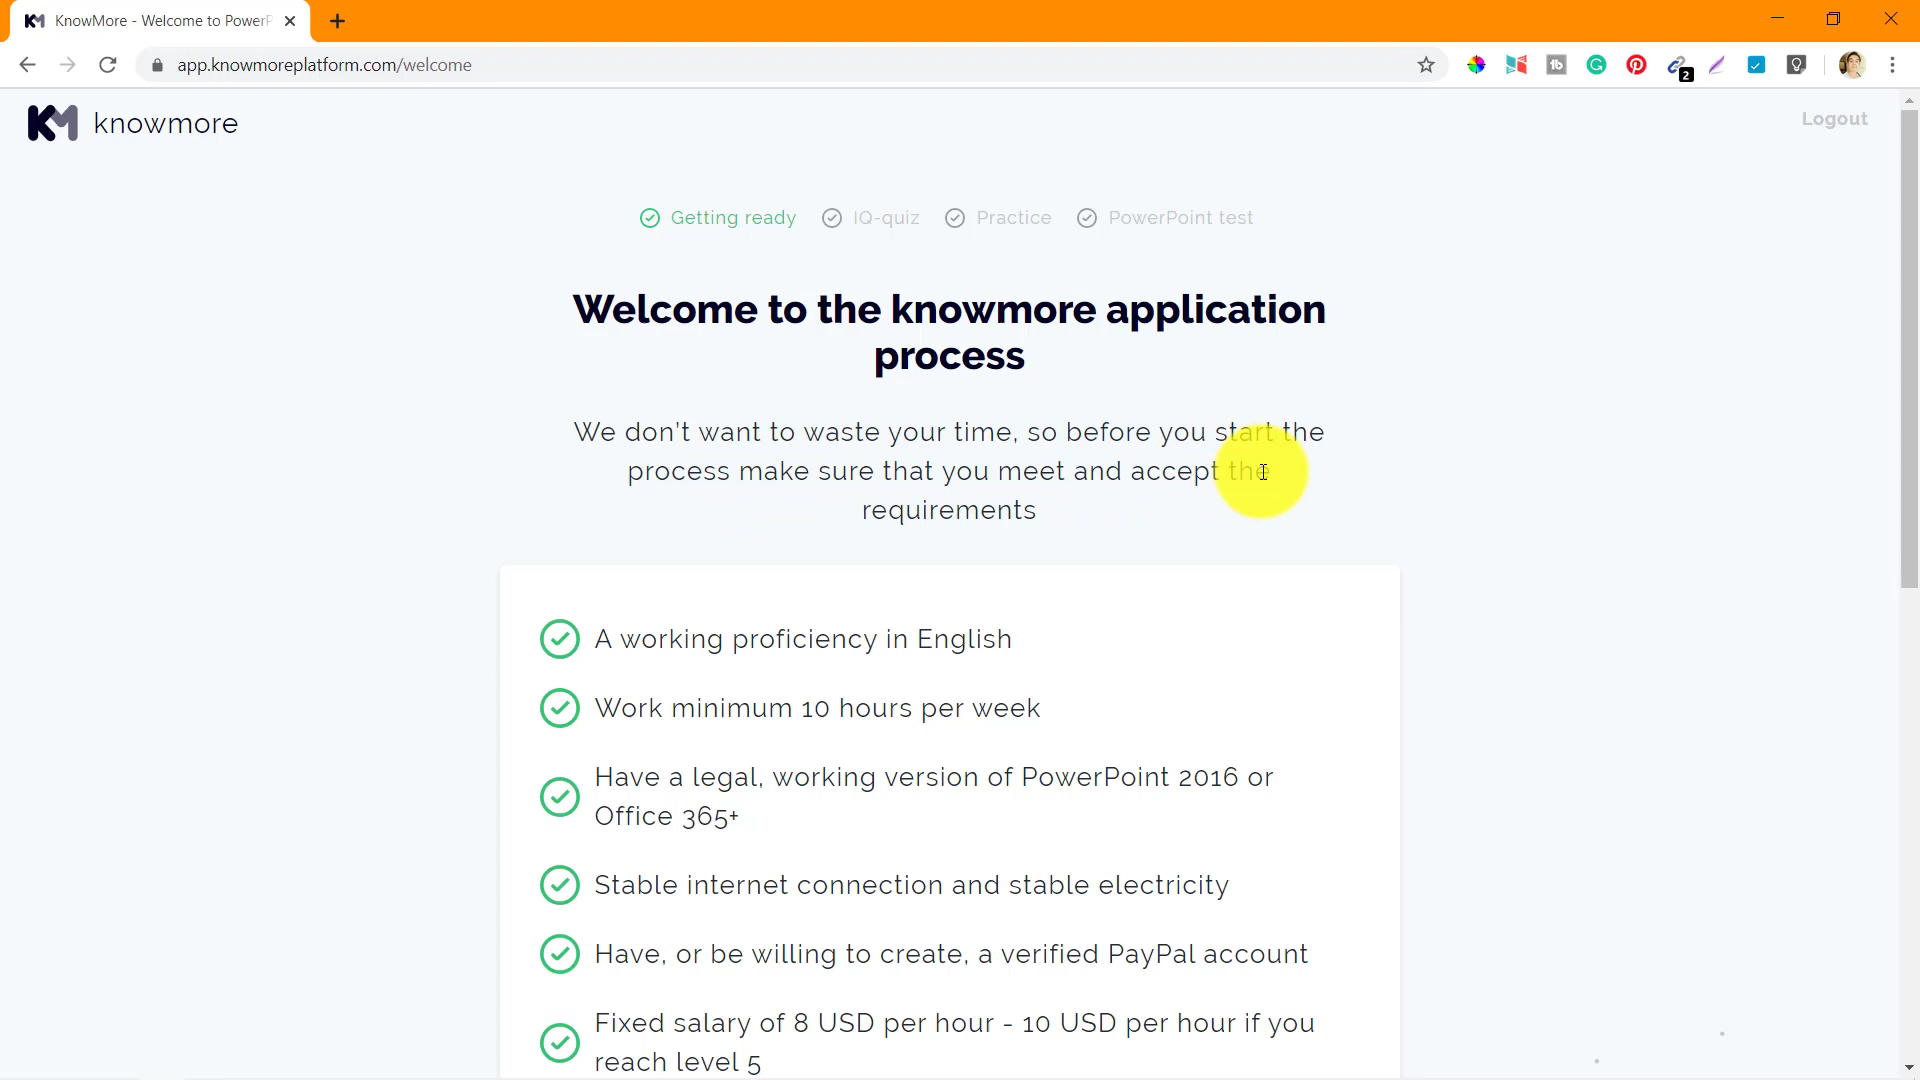 KM KnowMore - Welcome to PowerP
app.knowmoreplatform.com/welcome
2
KM knowmore
Logout
Getting ready IQ-quiz Practice PowerPoint test
Welcome to the knowmore application
process
We don't want to waste your time, so before you start the
process make sure that you meet and accept the
requirements
A working proficiency in English
Work minimum 10 hours per week
Have a legal, working version of PowerPoint 2016 or
Office 365+
Stable internet connection and stable electricity
Have, or be willing to create, a verified PayPal account
Fixed salary of 8 USD per hour - 10 USD per hour if you
reach level 5